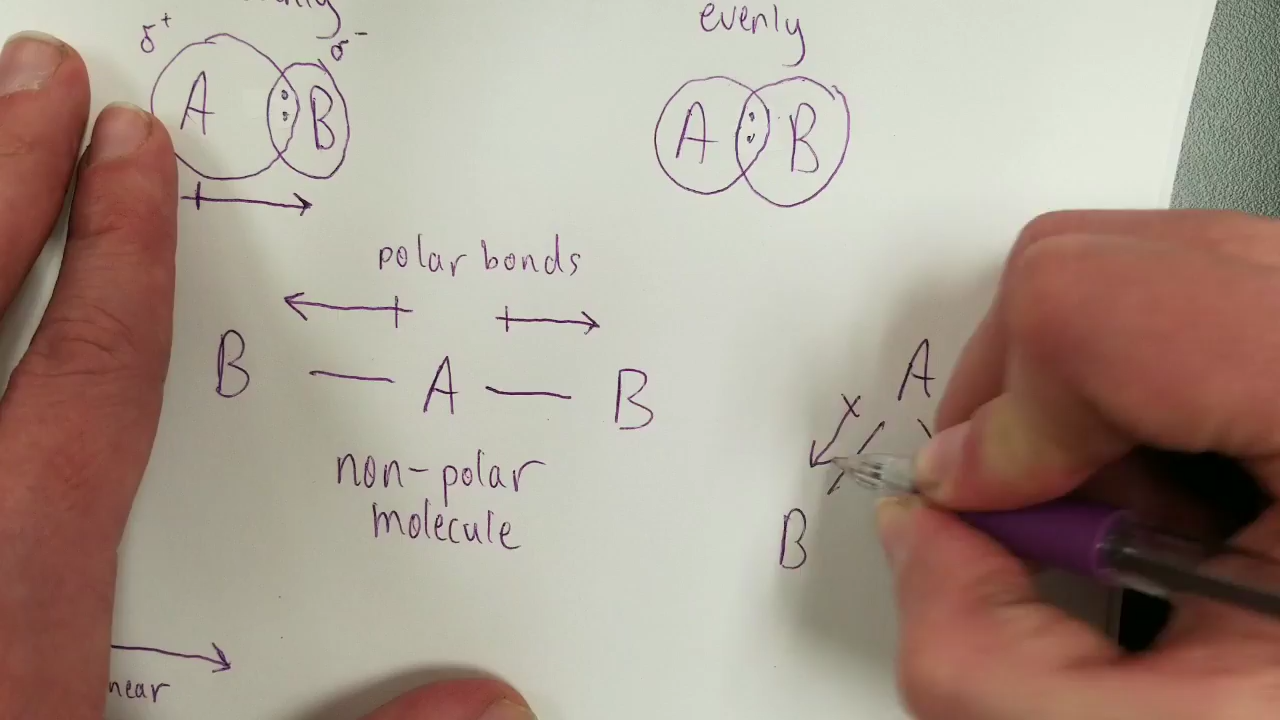 evenly
δ+ δ-
A : B
A : B
polar bonds
B — A — B
A
B
non-polar
molecule